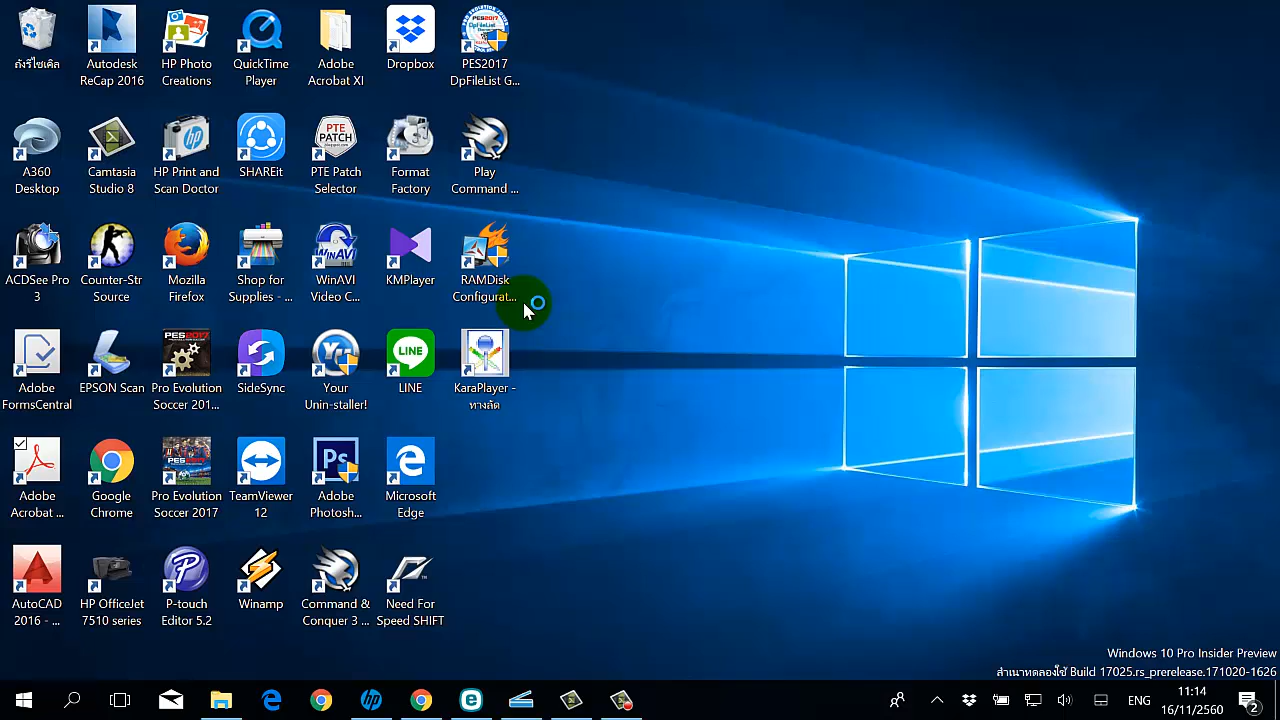 ถังรีไซเคิล
Autodesk
ReCap 2016
HP Photo
Creations
QuickTime
Player
Adobe
Acrobat XI
Dropbox
PES2017
DpFileList G...
A360
Desktop
Camtasia
Studio 8
HP Print and
Scan Doctor
SHAREit
PTE
PATCH
PTE Patch
Selector
Format
Factory
Play
Command ...
ACDSee Pro
3
Counter-Str
Source
Mozilla
Firefox
Shop for
Supplies - ...
WinAVI
WinAVI
Video C...
KMPlayer
RAMDisk
Configurat...
Adobe
FormsCentral
EPSON Scan
PES2017
Pro Evolution
Soccer 201...
SideSync
Your
Unin-staller!
LINE
LINE
KaraPlayer -
ทางลัด
Adobe
Acrobat ...
Google
Chrome
Pro Evolution
Soccer 2017
TeamViewer
12
Ps
Adobe
Photosh...
Microsoft
Edge
AutoCAD
2016 - ...
HP OfficeJet
7510 series
P-touch
Editor 5.2
Winamp
Command &
Conquer 3 ...
Need For
Speed SHIFT
Windows 10 Pro Insider Preview
สำเนาทดลองใช้ Build 17025.rs_prerelease.171020-1626
ENG
11:14
16/11/2560
2